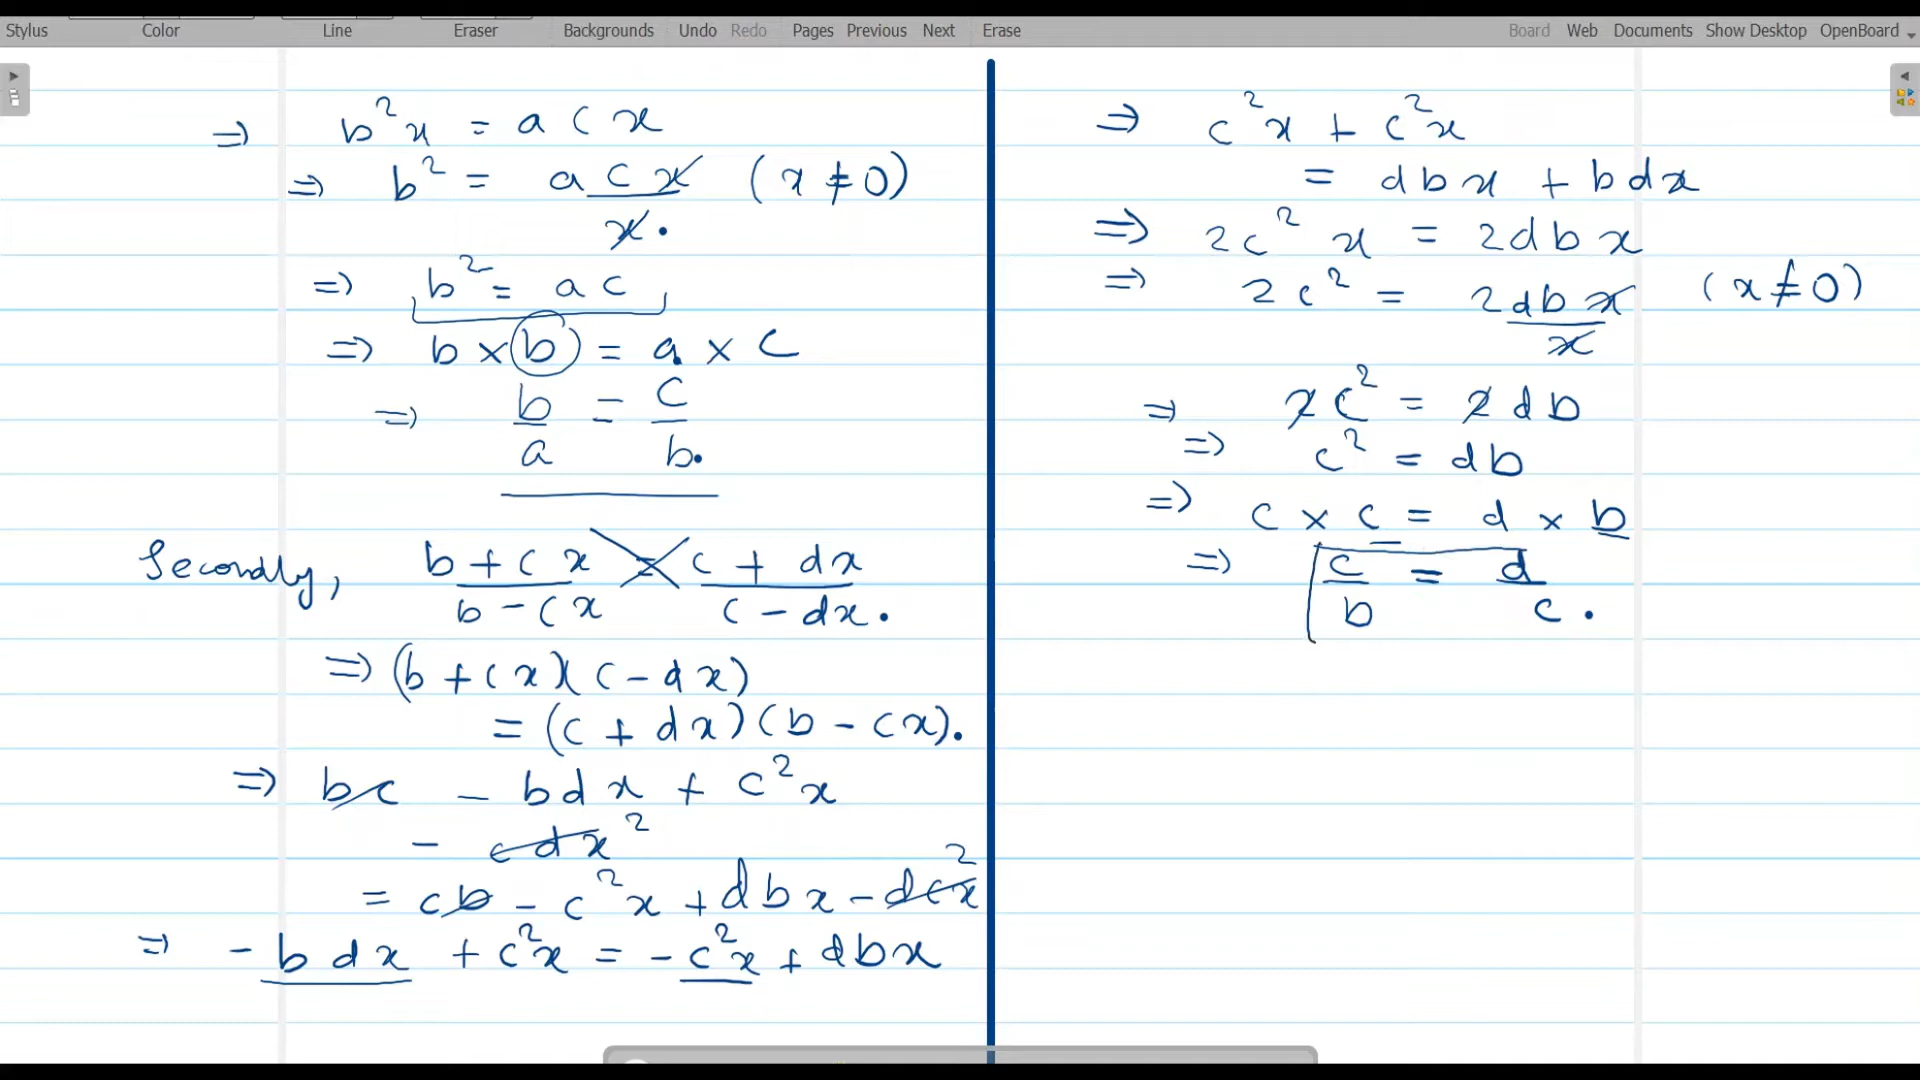 Stylus Color Line Eraser Backgrounds Undo Redo Pages Previous Next Erase Board Web Documents Show Desktop OpenBoard
⇒ b²x = acx
⇒ b² = acx/x. (x ≠ 0)
⇒ b² = ac
⇒ b × b = a × c
⇒ b/a = c/b.
Secondly, (b + cx)/(b - cx) = (c + dx)/(c - dx).
⇒ (b + cx)(c - dx)
= (c + dx)(b - cx).
⇒ bc - bdx + c²x
- cdx²
= cb - c²x + dbx - dcx²
⇒ - bdx + c²x = - c²x + dbx
⇒ c²x + c²x
= dbx + bdx
⇒ 2c²x = 2dbx
⇒ 2c² = 2dbx/x (x ≠ 0)
⇒ 2c² = 2db
⇒ c² = db
⇒ c × c = d × b
⇒ c/b = d/c.